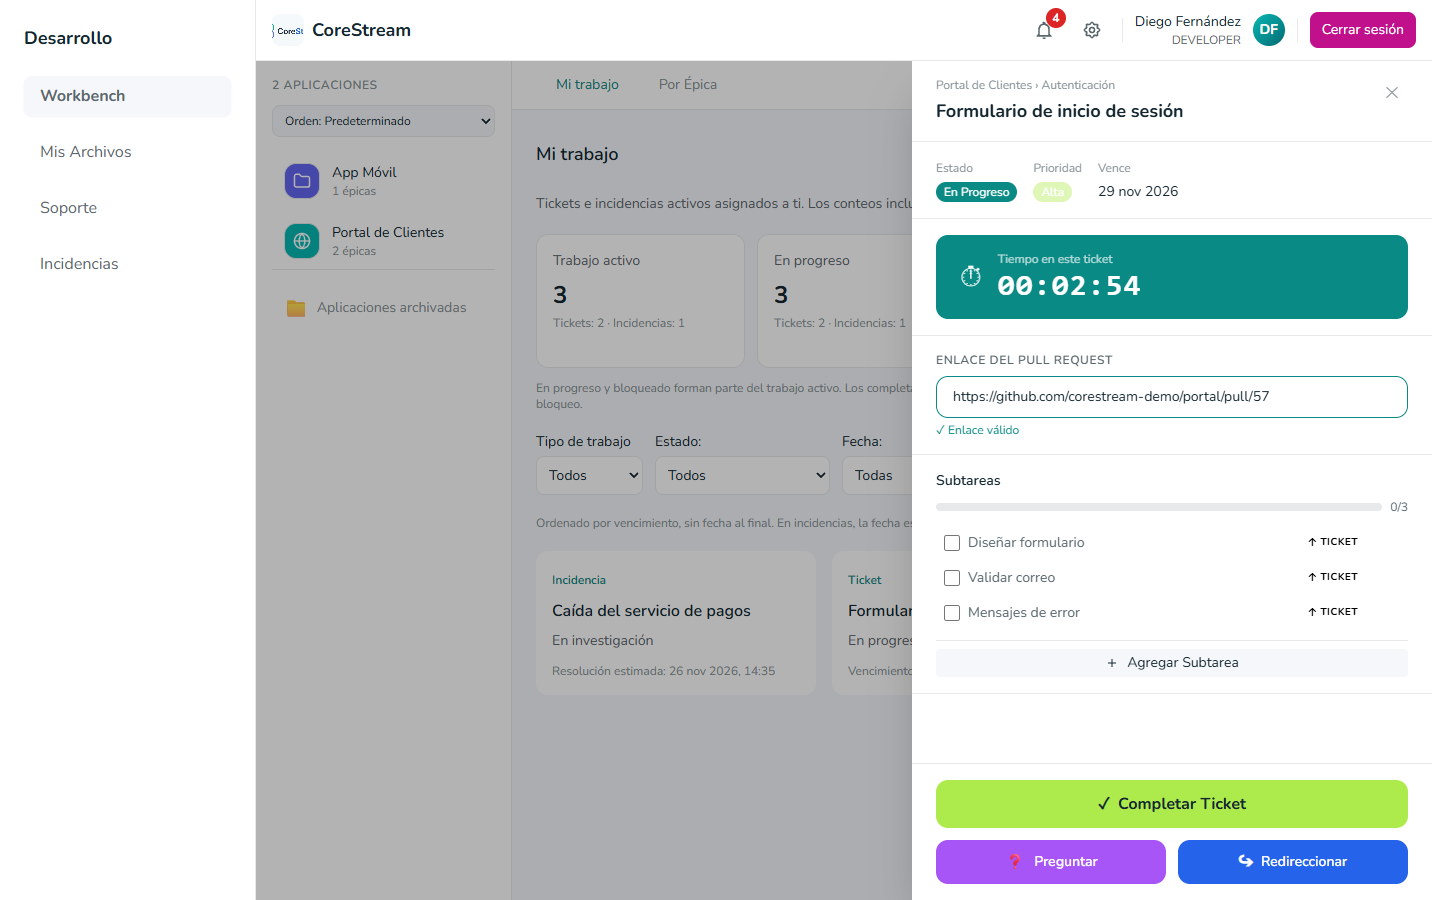 Desarrollo
Workbench
Mis Archivos
Soporte
Incidencias
CoreSt
CoreStream
4
Diego Fernández
DEVELOPER
DF
Cerrar sesión
2 APLICACIONES
Orden: Predeterminado
App Móvil
1 épicas
Portal de Clientes
2 épicas
Aplicaciones archivadas
Mi trabajo
Por Épica
Mi trabajo
Tickets e incidencias activos asignados a ti. Los conteos inclu
Trabajo activo
3
Tickets: 2 · Incidencias: 1
En progreso
3
Tickets: 2 · Incidencias: 1
En progreso y bloqueado forman parte del trabajo activo. Los completa
bloqueo.
Tipo de trabajo
Estado:
Fecha:
Todos
Todos
Todas
Ordenado por vencimiento, sin fecha al final. En incidencias, la fecha es
Incidencia
Caída del servicio de pagos
En investigación
Resolución estimada: 26 nov 2026, 14:35
Ticket
Formular
En progres
Vencimiento
Portal de Clientes › Autenticación
Formulario de inicio de sesión
Estado
Prioridad
Vence
En Progreso
Alta
29 nov 2026
Tiempo en este ticket
00:02:54
ENLACE DEL PULL REQUEST
https://github.com/corestream-demo/portal/pull/57
✓ Enlace válido
Subtareas
0/3
Diseñar formulario
↑ TICKET
Validar correo
↑ TICKET
Mensajes de error
↑ TICKET
+ Agregar Subtarea
✓ Completar Ticket
❓ Preguntar
↪ Redireccionar